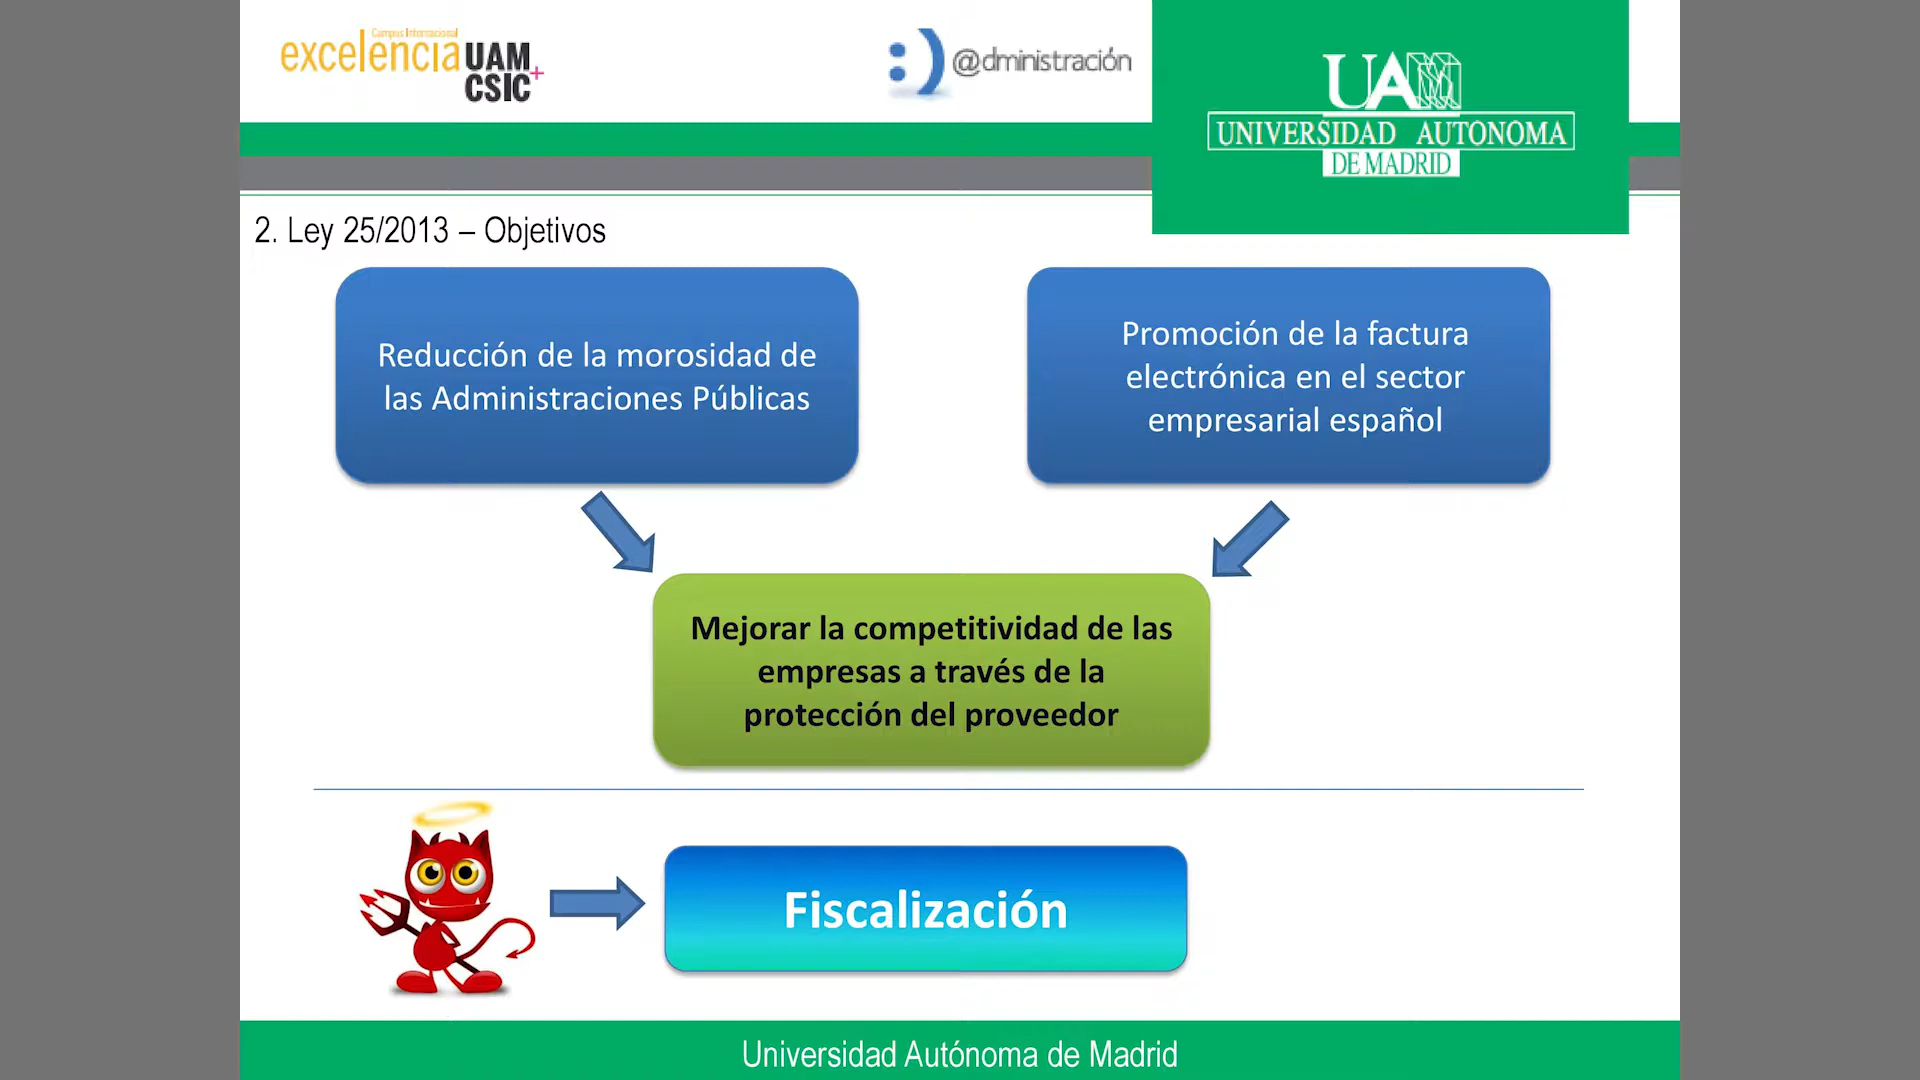 Campus Internacional
excelencia UAM
CSIC+
@dministración
UAM
UNIVERSIDAD AUTONOMA
DE MADRID
2. Ley 25/2013 – Objetivos
Reducción de la morosidad de
las Administraciones Públicas
Promoción de la factura
electrónica en el sector
empresarial español
Mejorar la competitividad de las
empresas a través de la
protección del proveedor
Fiscalización
Universidad Autónoma de Madrid